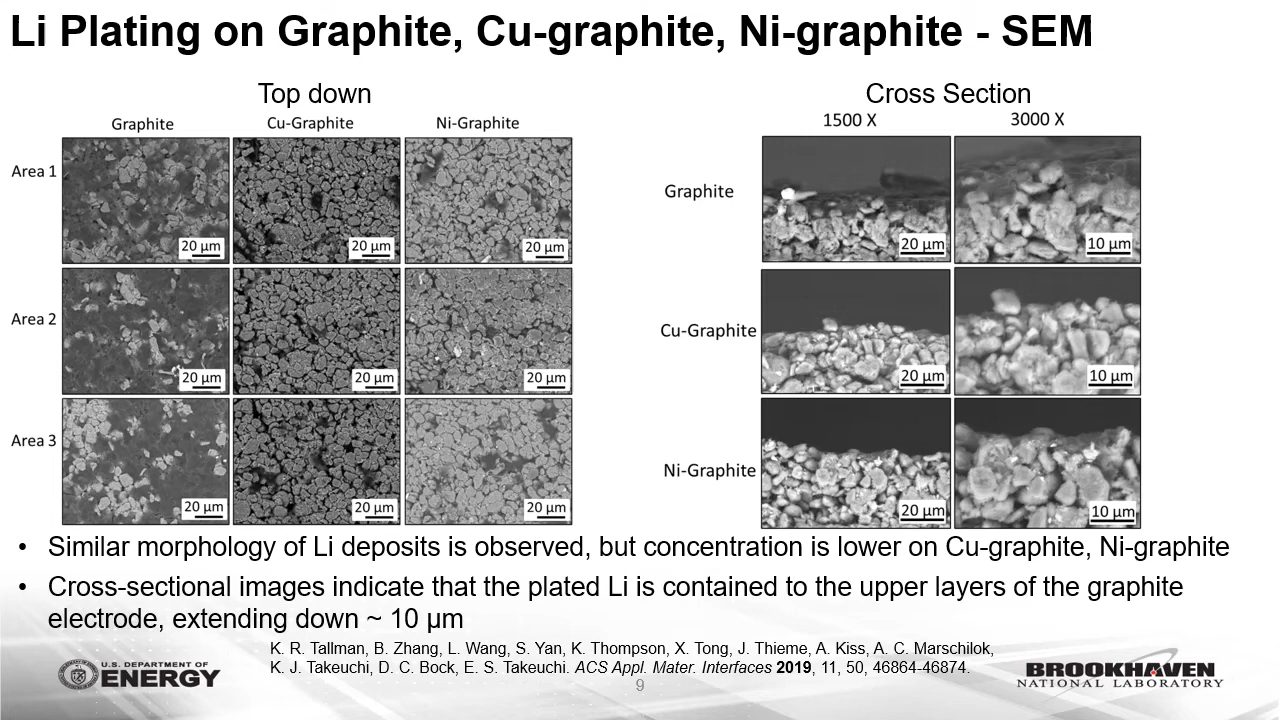 Li Plating on Graphite, Cu-graphite, Ni-graphite - SEM
Top down
Graphite
Cu-Graphite
Ni-Graphite
Area 1
20 µm
20 µm
20 µm
Area 2
20 µm
20 µm
20 µm
Area 3
20 µm
20 µm
20 µm
Cross Section
1500 X
3000 X
Graphite
20 µm
10 µm
Cu-Graphite
20 µm
10 µm
Ni-Graphite
20 µm
10 µm
• Similar morphology of Li deposits is observed, but concentration is lower on Cu-graphite, Ni-graphite
• Cross-sectional images indicate that the plated Li is contained to the upper layers of the graphite
electrode, extending down ~ 10 µm
K. R. Tallman, B. Zhang, L. Wang, S. Yan, K. Thompson, X. Tong, J. Thieme, A. Kiss, A. C. Marschilok,
K. J. Takeuchi, D. C. Bock, E. S. Takeuchi. ACS Appl. Mater. Interfaces 2019, 11, 50, 46864-46874.
U.S. DEPARTMENT OF
ENERGY
9
BROOKHAVEN
NATIONAL LABORATORY